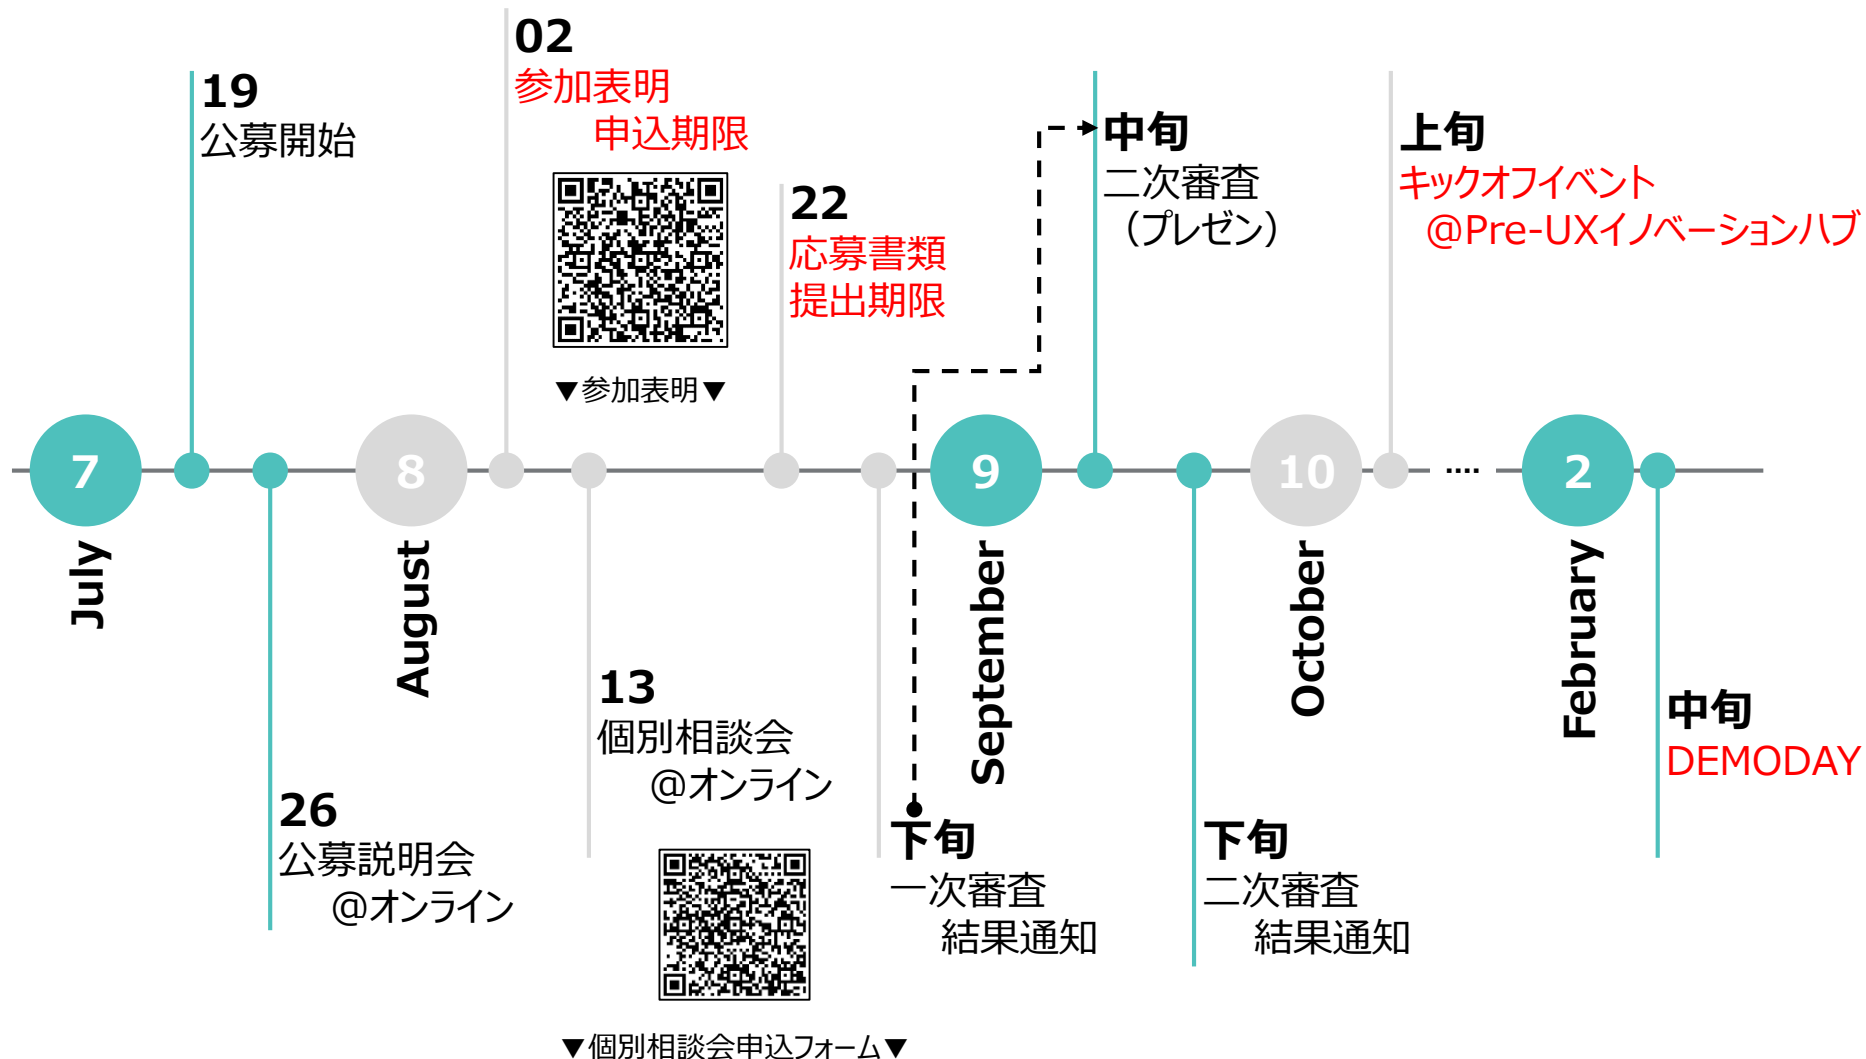 19
公募開始
02
参加表明
申込期限
▼参加表明▼
22
応募書類
提出期限
中旬
二次審査
（プレゼン）
上旬
キックオフイベント
@Pre-UXイノベーションハブ
7
8
9
10
....
2
July
August
September
October
February
26
公募説明会
@オンライン
13
個別相談会
@オンライン
▼個別相談会申込フォーム▼
下旬
一次審査
結果通知
下旬
二次審査
結果通知
中旬
DEMODAY